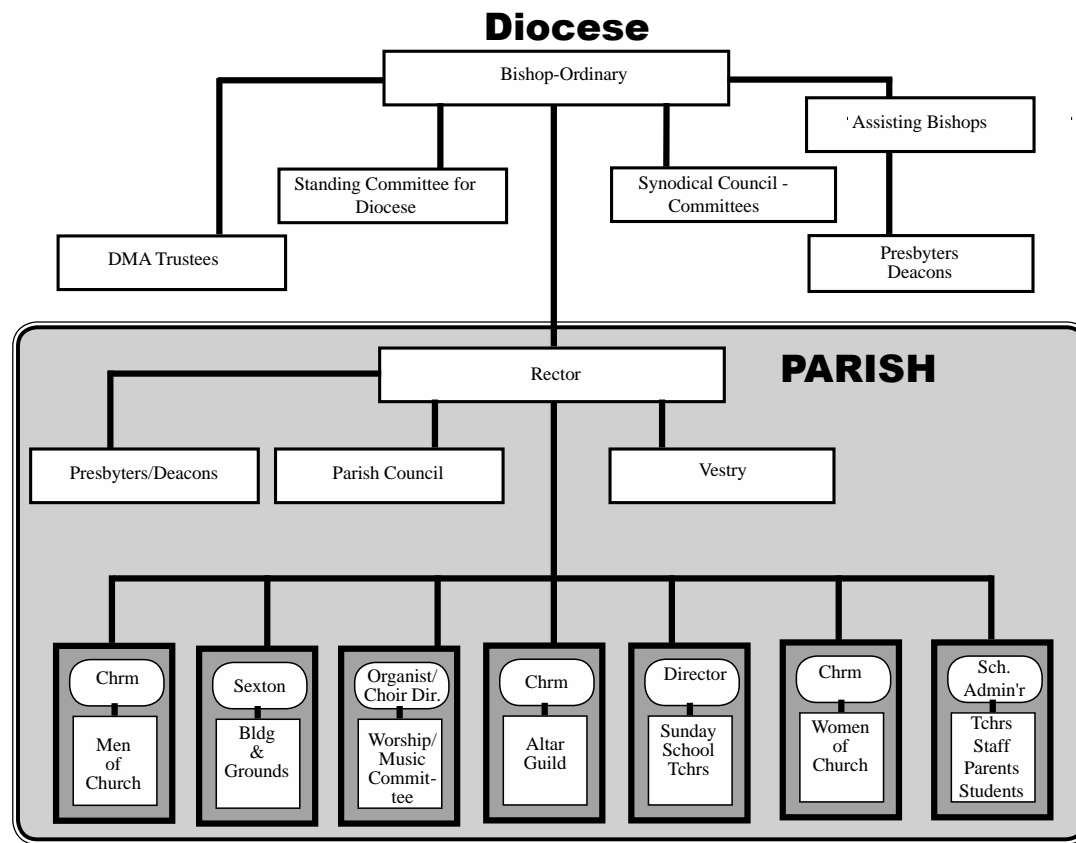 Diocese
Bishop-Ordinary
Assisting Bishops
Standing Committee for
Diocese
Synodical Council -
Committees
DMA Trustees
Presbyters
Deacons
PARISH
Rector
Presbyters/Deacons
Parish Council
Vestry
Chrm
Men
of
Church
Sexton
Bldg
&
Grounds
Organist/
Choir Dir.
Worship/
Music
Commit-
tee
Chrm
Altar
Guild
Director
Sunday
School
Tchrs
Chrm
Women
of
Church
Sch.
Admin'r
Tchrs
Staff
Parents
Students